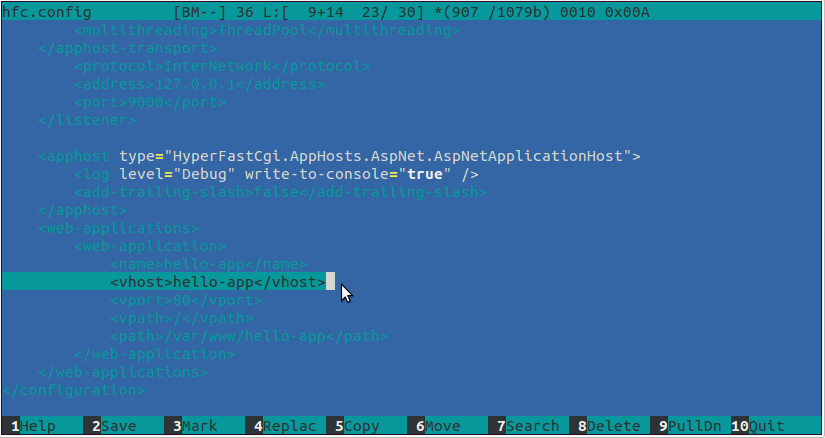 hfc.config         [BM--] 36 L:[  9+14  23/ 30] *(907 /1079b) 0010 0x00A
        <multithreading>ThreadPool</multithreading>
    </apphost-transport>
        <protocol>InterNetwork</protocol>
        <address>127.0.0.1</address>
        <port>9000</port>
    </listener>

    <apphost type="HyperFastCgi.AppHosts.AspNet.AspNetApplicationHost">
        <log level="Debug" write-to-console="true" />
        <add-trailing-slash>false</add-trailing-slash>
    </apphost>
    <web-applications>
        <web-application>
            <name>hello-app</name>
            <vhost>hello-app</vhost>
            <vport>80</vport>
            <vpath>/</vpath>
            <path>/var/www/hello-app</path>
        </web-application>
    </web-applications>
</configuration>
1Help 2Save 3Mark 4Replac 5Copy 6Move 7Search 8Delete 9PullDn 10Quit